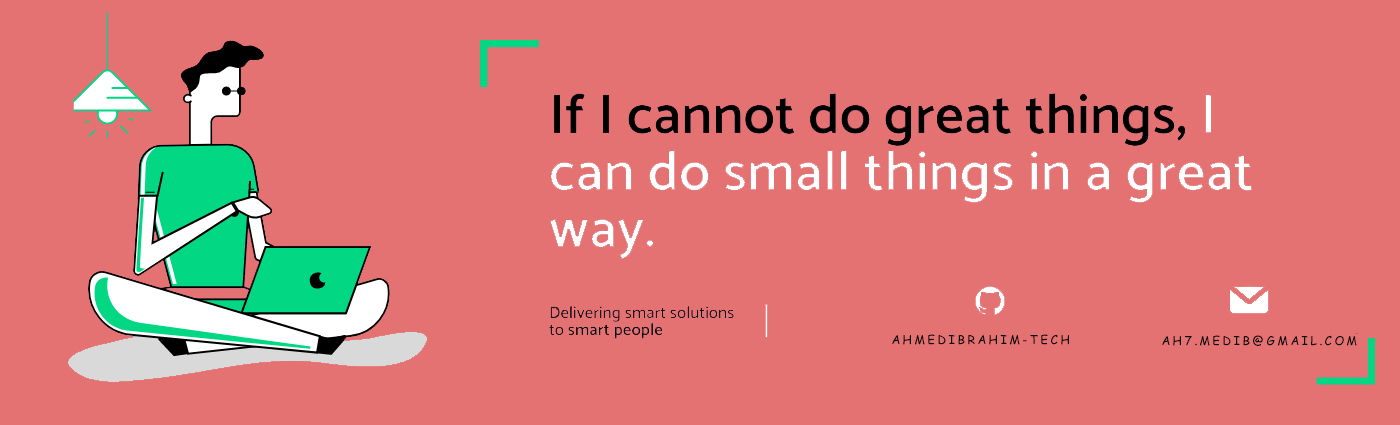 If I cannot do great things, I
can do small things in a great
way.
Delivering smart solutions
to smart people
AHMEDIBRAHIM-TECH
AH7.MEDIB@GMAIL.COM